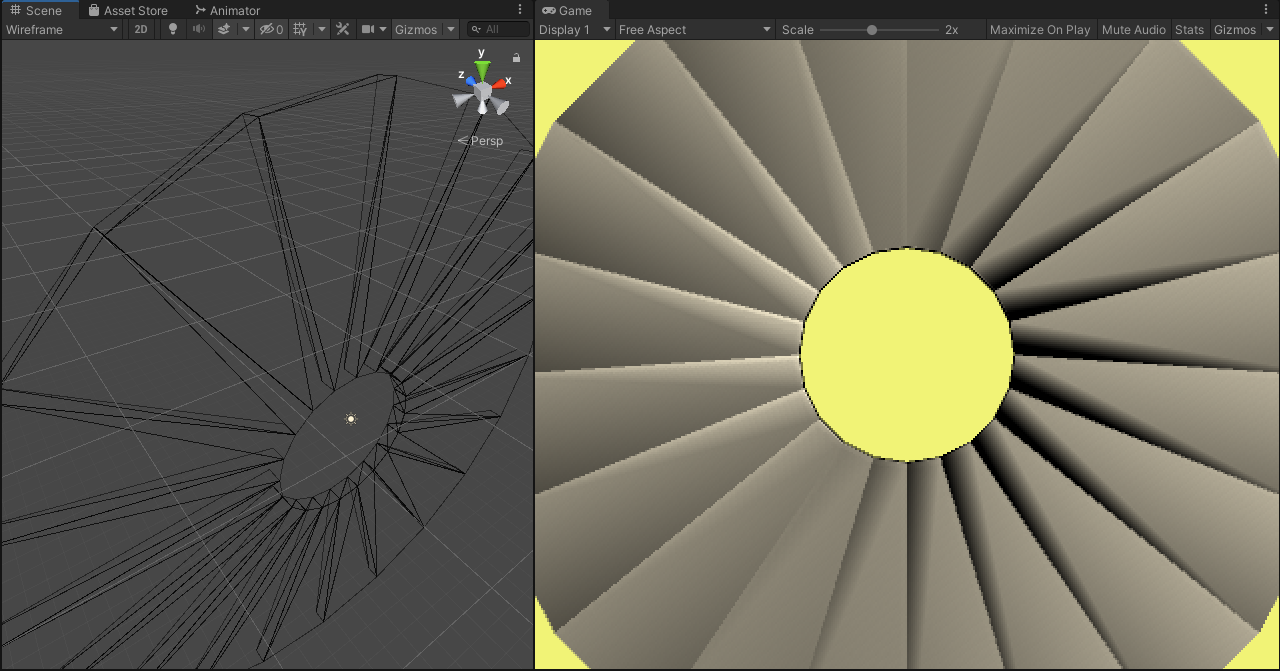 Scene Asset Store Animator
Wireframe 2D 0 Gizmos All
y
z x
Persp
Game
Display 1 Free Aspect Scale 2x Maximize On Play Mute Audio Stats Gizmos